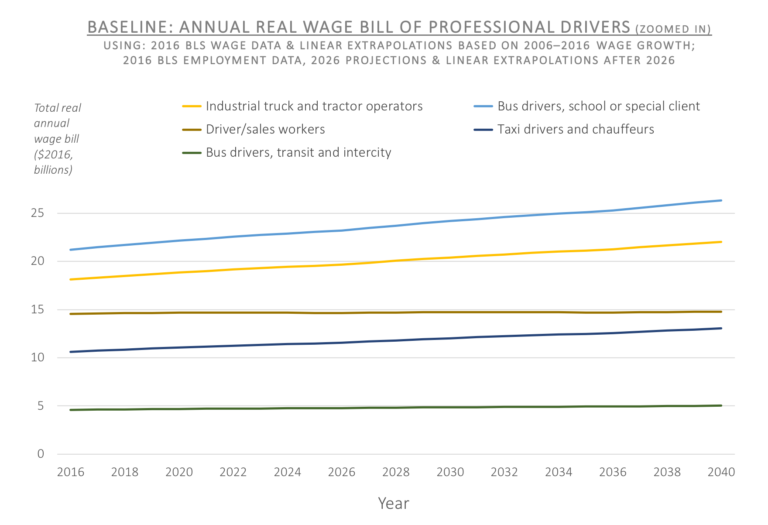 BASELINE: ANNUAL REAL WAGE BILL OF PROFESSIONAL DRIVERS (ZOOMED IN)
USING: 2016 BLS WAGE DATA & LINEAR EXTRAPOLATIONS BASED ON 2006–2016 WAGE GROWTH;
2016 BLS EMPLOYMENT DATA, 2026 PROJECTIONS & LINEAR EXTRAPOLATIONS AFTER 2026
Total real
annual
wage bill
($2016,
billions)
Industrial truck and tractor operators
Bus drivers, school or special client
Driver/sales workers
Taxi drivers and chauffeurs
Bus drivers, transit and intercity
25
20
15
10
5
0
2016 2018 2020 2022 2024 2026 2028 2030 2032 2034 2036 2038 2040
Year